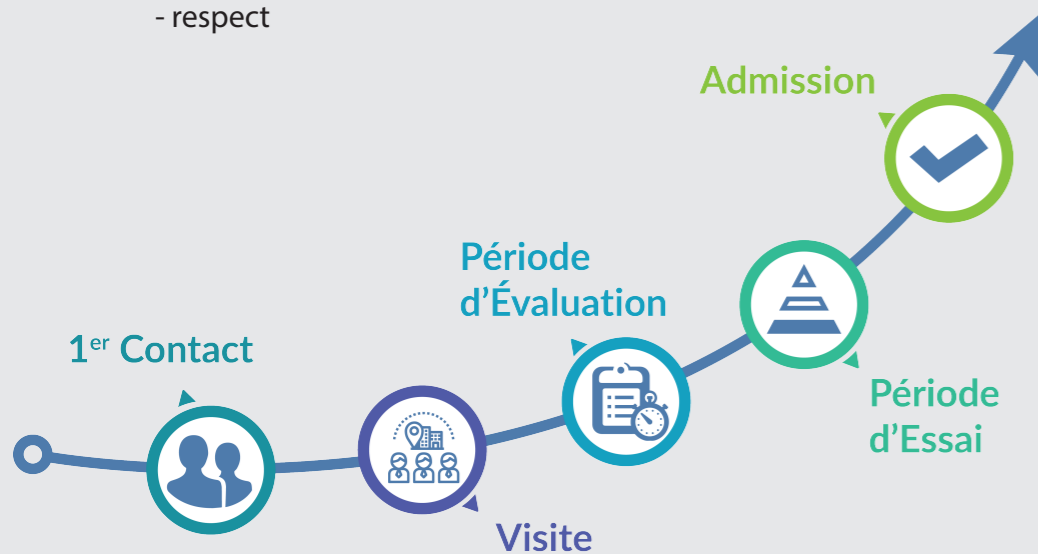 - respect
1er Contact
Visite
Période
d’Évaluation
Période
d’Essai
Admission